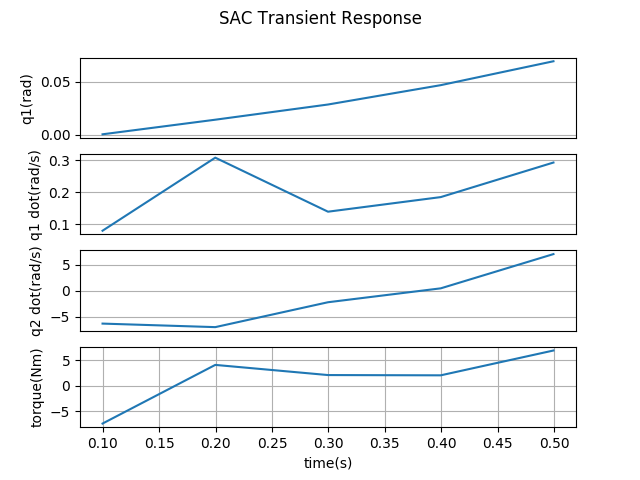 SAC Transient Response
q1(rad)
0.05
0.00
q1 dot(rad/s)
0.3
0.2
0.1
q2 dot(rad/s)
5
0
−5
torque(Nm)
5
0
−5
0.10 0.15 0.20 0.25 0.30 0.35 0.40 0.45 0.50
time(s)